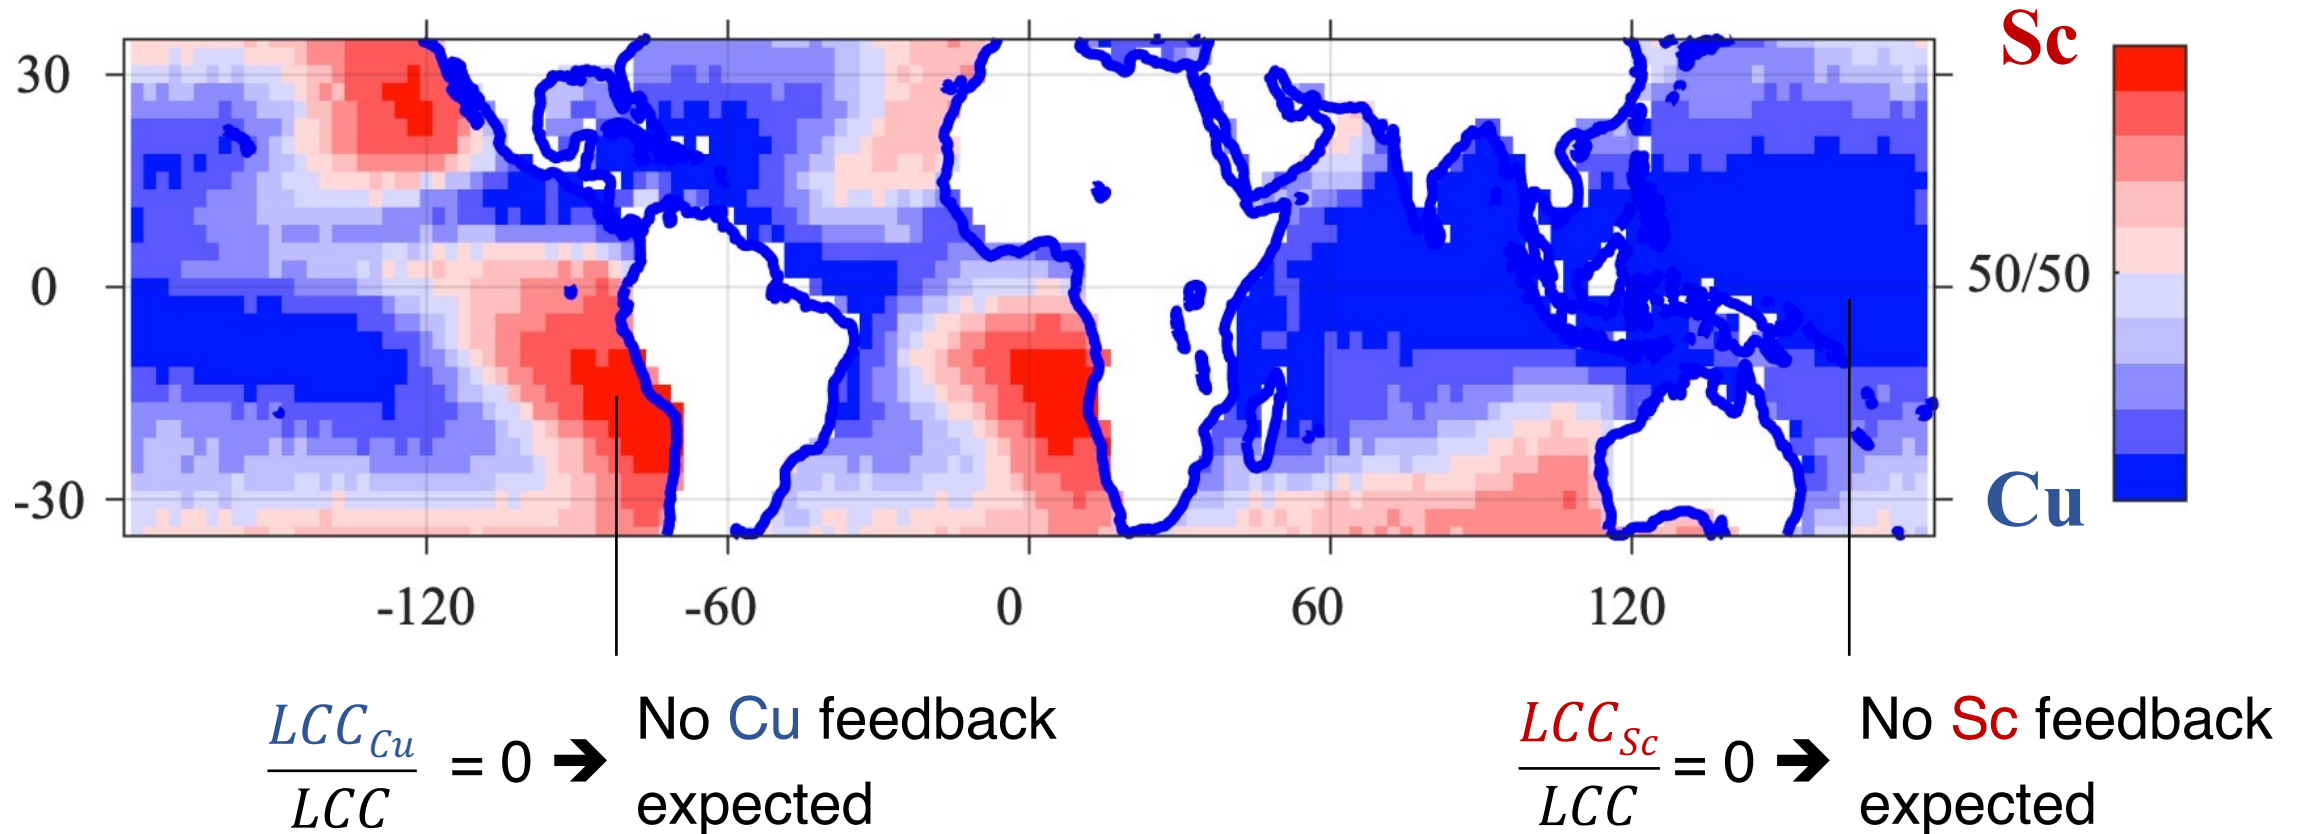 Sc
30
0
-30
50/50
Cu
-120 -60 0 60 120
LCC_Cu / LCC = 0 ➔ No Cu feedback
expected
LCC_Sc / LCC = 0 ➔ No Sc feedback
expected